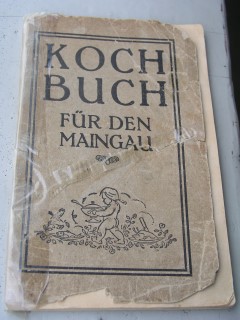 KOCH
BUCH
FÜR DEN
MAINGAU